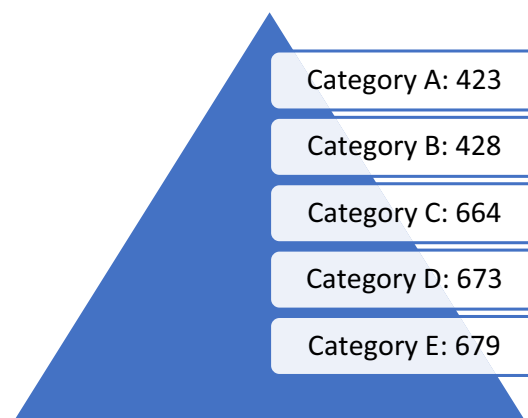 Category A: 423
Category B: 428
Category C: 664
Category D: 673
Category E: 679